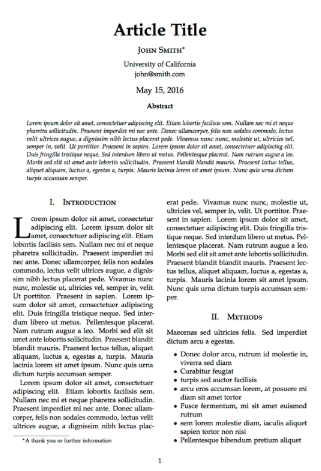 Article Title
John Smith*
University of California
john@smith.com
May 15, 2016
Abstract
Lorem ipsum dolor sit amet, consectetuer adipiscing elit. Etiam lobortis facilisis sem. Nullam nec mi et neque
pharetra sollicitudin. Praesent imperdiet mi nec ante. Donec ullamcorper, felis non sodales commodo, lectus
velit ultrices augue, a dignissim nibh lectus placerat pede. Vivamus nunc nunc, molestie ut, ultricies vel,
semper in, velit. Ut porttitor. Praesent in sapien. Lorem ipsum dolor sit amet, consectetuer adipiscing elit.
Duis fringilla tristique neque. Sed interdum libero ut metus. Pellentesque placerat. Nam rutrum augue a leo.
Morbi sed elit sit amet ante lobortis sollicitudin. Praesent blandit blandit mauris. Praesent lectus tellus,
aliquet aliquam, luctus a, egestas a, turpis. Mauris lacinia lorem sit amet ipsum. Nunc quis urna dictum
turpis accumsan semper.
I. Introduction
Lorem ipsum dolor sit amet, consectetuer
adipiscing elit. Lorem ipsum dolor sit
amet, consectetuer adipiscing elit. Etiam
lobortis facilisis sem. Nullam nec mi et neque
pharetra sollicitudin. Praesent imperdiet mi
nec ante. Donec ullamcorper, felis non sodales
commodo, lectus velit ultrices augue, a dignis-
sim nibh lectus placerat pede. Vivamus nunc
nunc, molestie ut, ultricies vel, semper in, velit.
Ut porttitor. Praesent in sapien. Lorem ip-
sum dolor sit amet, consectetuer adipiscing
elit. Duis fringilla tristique neque. Sed inter-
dum libero ut metus. Pellentesque placerat.
Nam rutrum augue a leo. Morbi sed elit sit
amet ante lobortis sollicitudin. Praesent blandit
blandit mauris. Praesent lectus tellus, aliquet
aliquam, luctus a, egestas a, turpis. Mauris
lacinia lorem sit amet ipsum. Nunc quis urna
dictum turpis accumsan semper.
Lorem ipsum dolor sit amet, consectetuer
adipiscing elit. Etiam lobortis facilisis sem.
Nullam nec mi et neque pharetra sollicitudin.
Praesent imperdiet mi nec ante. Donec ullam-
corper, felis non sodales commodo, lectus velit
ultrices augue, a dignissim nibh lectus plac-
*A thank you or further information
erat pede. Vivamus nunc nunc, molestie ut,
ultricies vel, semper in, velit. Ut porttitor. Prae-
sent in sapien. Lorem ipsum dolor sit amet,
consectetuer adipiscing elit. Duis fringilla tris-
tique neque. Sed interdum libero ut metus. Pel-
lentesque placerat. Nam rutrum augue a leo.
Morbi sed elit sit amet ante lobortis sollicitudin.
Praesent blandit blandit mauris. Praesent lec-
tus tellus, aliquet aliquam, luctus a, egestas a,
turpis. Mauris lacinia lorem sit amet ipsum.
Nunc quis urna dictum turpis accumsan sem-
per.
II. Methods
Maecenas sed ultricies felis. Sed imperdiet
dictum arcu a egestas.
• Donec dolor arcu, rutrum id molestie in,
viverra sed diam
• Curabitur feugiat
• turpis sed auctor facilisis
• arcu eros accumsan lorem, at posuere mi
diam sit amet tortor
• Fusce fermentum, mi sit amet euismod
rutrum
• sem lorem molestie diam, iaculis aliquet
sapien tortor non nisi
• Pellentesque bibendum pretium aliquet
1